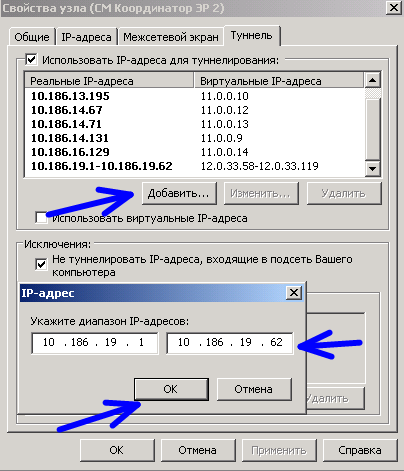 Свойства узла (СМ Координатор ЭР 2)
Общие IP-адреса Межсетевой экран Туннель
Использовать IP-адреса для туннелирования:
Реальные IP-адреса Виртуальные IP-адреса
10.186.13.195 11.0.0.10
10.186.14.67 11.0.0.12
10.186.14.71 11.0.0.13
10.186.14.131 11.0.0.9
10.186.16.129 11.0.0.14
10.186.19.1-10.186.19.62 12.0.33.58-12.0.33.119
Добавить... Изменить... Удалить
Использовать виртуальные IP-адреса
Исключения:
Не туннелировать IP-адреса, входящие в подсеть Вашего
компьютера
IP-адрес
Укажите диапазон IP-адресов:
10 . 186 . 19 . 1 10 . 186 . 19 . 62
OK Отмена
Удалить
OK Отмена Применить Справка